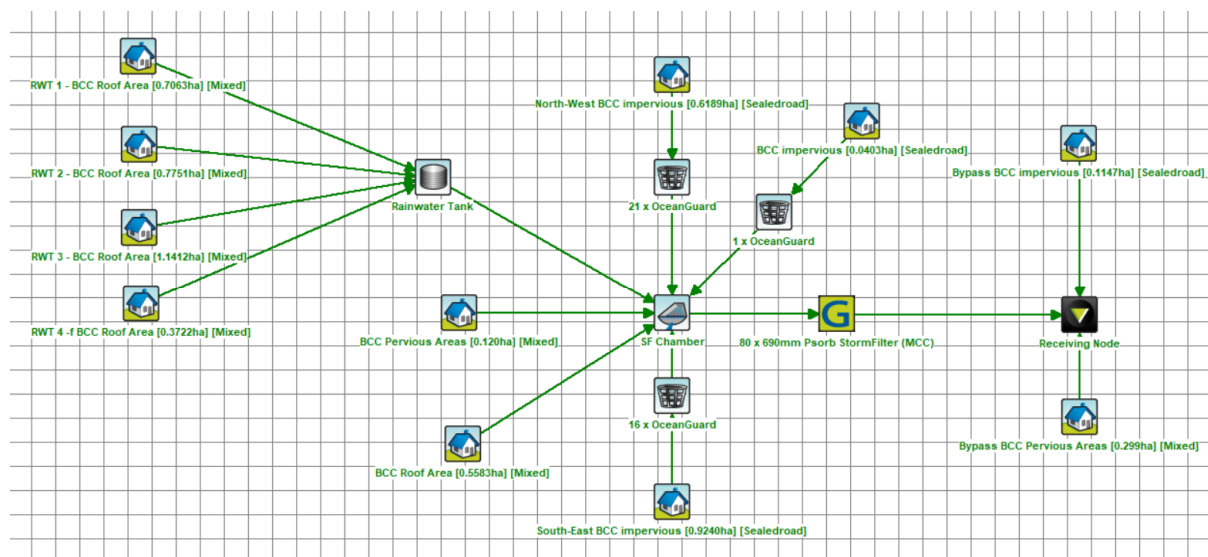 RWT 1 - BCC Roof Area [0.7063ha] [Mixed]
North-West BCC impervious [0.6189ha] [Sealedroad]
BCC impervious [0.0403ha] [Sealedroad]
RWT 2 - BCC Roof Area [0.7751ha] [Mixed]
Bypass BCC impervious [0.1147ha] [Sealedroad]
Rainwater Tank
21 x OceanGuard
1 x OceanGuard
RWT 3 - BCC Roof Area [1.1412ha] [Mixed]
RWT 4 -f BCC Roof Area [0.3722ha] [Mixed]
G
BCC Pervious Areas [0.120ha] [Mixed]
SF Chamber
80 x 690mm Psorb StormFilter (MCC)
Receiving Node
16 x OceanGuard
Bypass BCC Pervious Areas [0.299ha] [Mixed]
BCC Roof Area [0.5583ha] [Mixed]
South-East BCC impervious [0.9240ha] [Sealedroad]